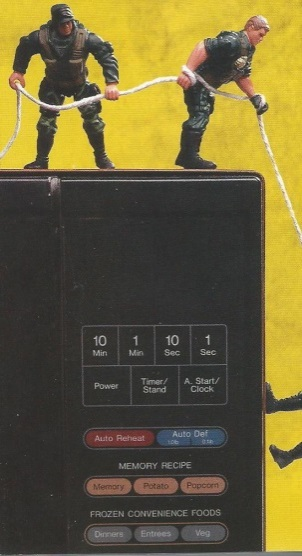 10 1 10 1
Min Min Sec Sec
Power Timer/ Stand A. Start/ Clock
Auto Reheat Auto Def
MEMORY RECIPE
Memory Potato Popcorn
FROZEN CONVENIENCE FOODS
Dinners Entrees Veg